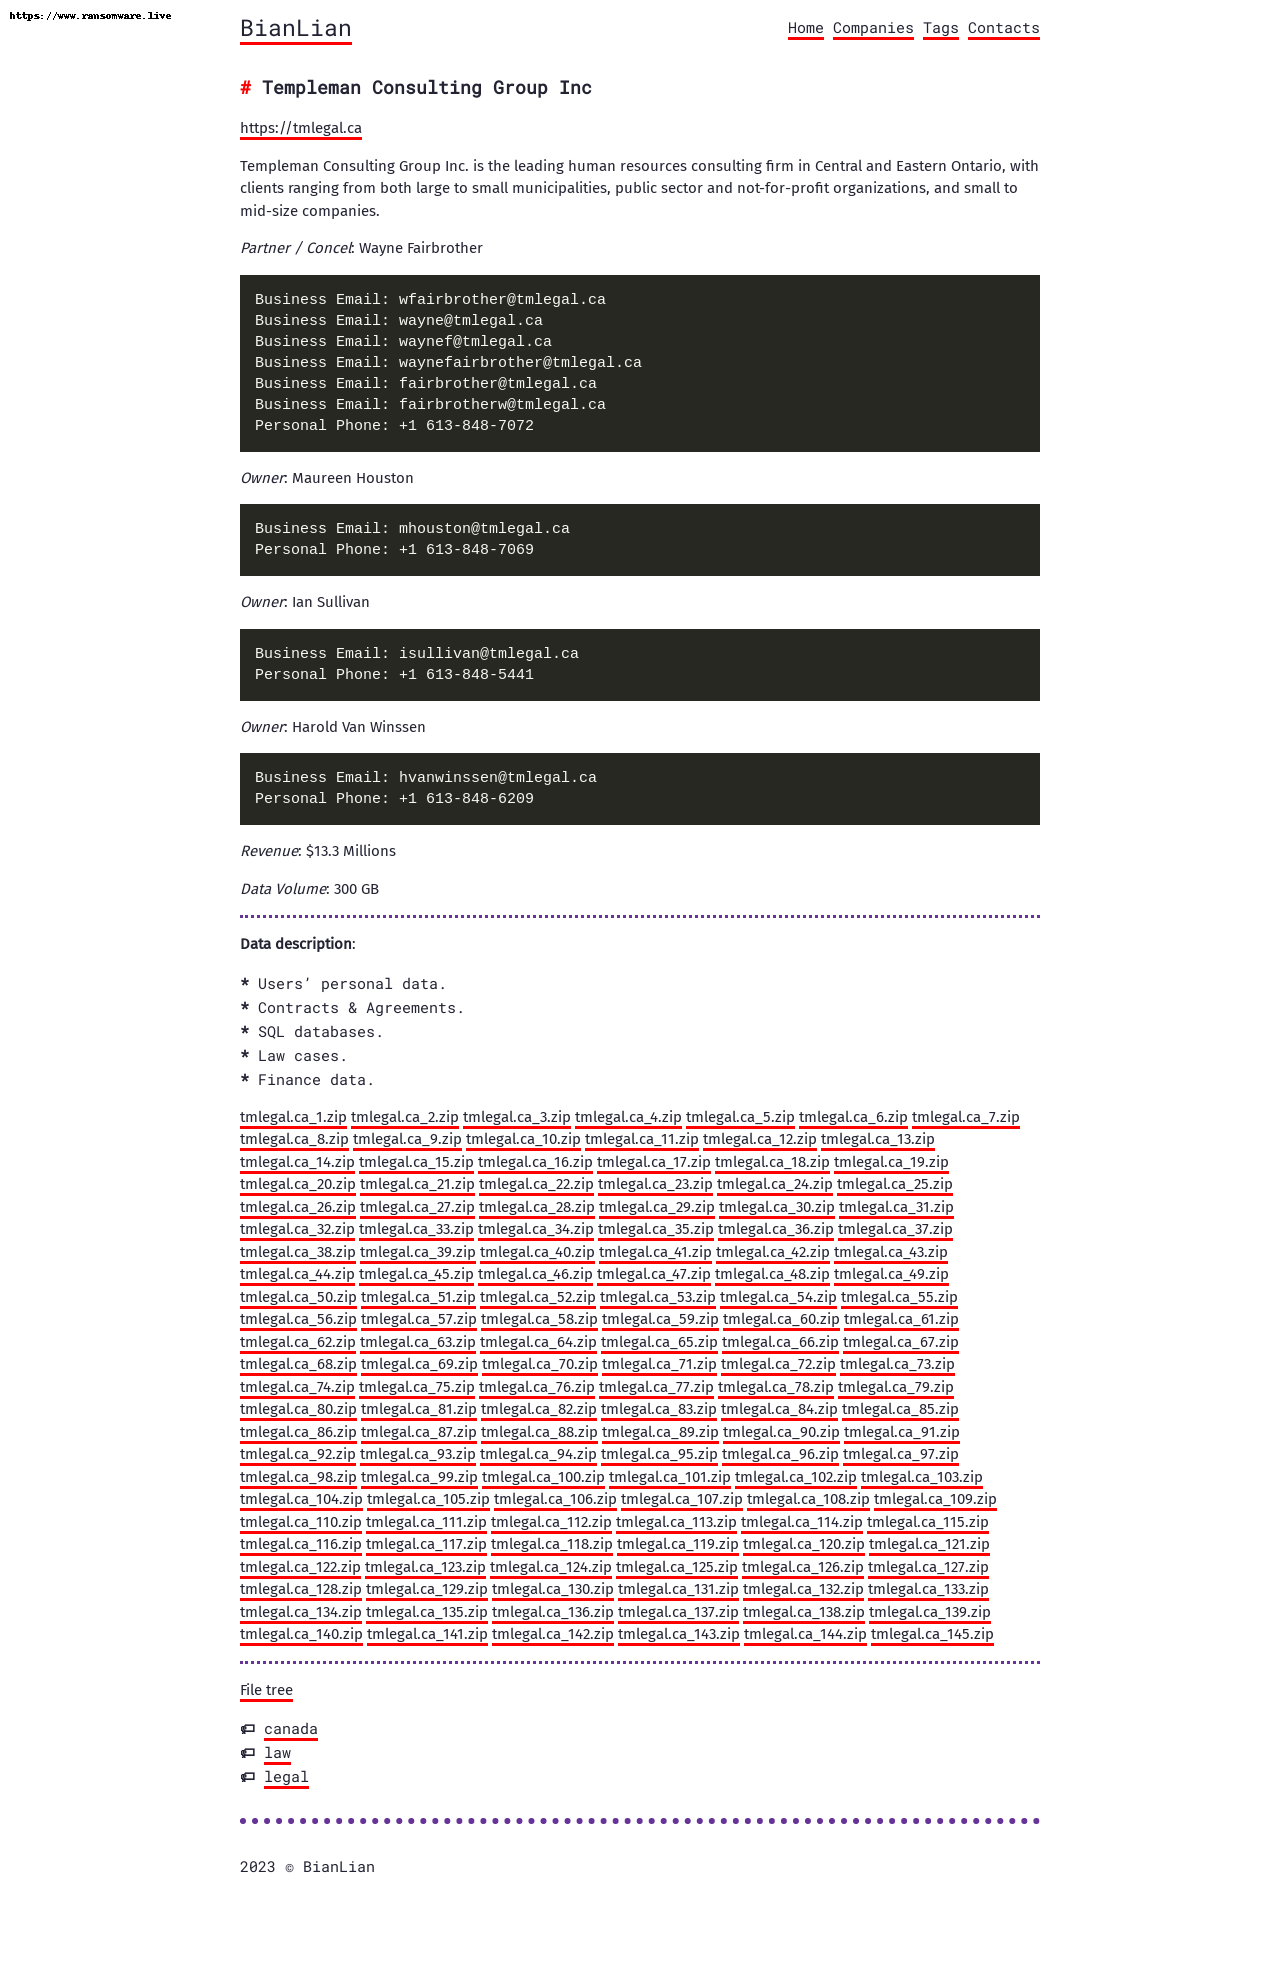 https://www.ransomware.live
BianLian
Home Companies Tags Contacts
# Templeman Consulting Group Inc
https://tmlegal.ca
Templeman Consulting Group Inc. is the leading human resources consulting firm in Central and Eastern Ontario, with
clients ranging from both large to small municipalities, public sector and not-for-profit organizations, and small to
mid-size companies.
Partner / Concel: Wayne Fairbrother
Business Email: wfairbrother@tmlegal.ca
Business Email: wayne@tmlegal.ca
Business Email: waynef@tmlegal.ca
Business Email: waynefairbrother@tmlegal.ca
Business Email: fairbrother@tmlegal.ca
Business Email: fairbrotherw@tmlegal.ca
Personal Phone: +1 613-848-7072
Owner: Maureen Houston
Business Email: mhouston@tmlegal.ca
Personal Phone: +1 613-848-7069
Owner: Ian Sullivan
Business Email: isullivan@tmlegal.ca
Personal Phone: +1 613-848-5441
Owner: Harold Van Winssen
Business Email: hvanwinssen@tmlegal.ca
Personal Phone: +1 613-848-6209
Revenue: $13.3 Millions
Data Volume: 300 GB
Data description:
* Users’ personal data.
* Contracts & Agreements.
* SQL databases.
* Law cases.
* Finance data.
tmlegal.ca_1.zip tmlegal.ca_2.zip tmlegal.ca_3.zip tmlegal.ca_4.zip tmlegal.ca_5.zip tmlegal.ca_6.zip tmlegal.ca_7.zip
tmlegal.ca_8.zip tmlegal.ca_9.zip tmlegal.ca_10.zip tmlegal.ca_11.zip tmlegal.ca_12.zip tmlegal.ca_13.zip
tmlegal.ca_14.zip tmlegal.ca_15.zip tmlegal.ca_16.zip tmlegal.ca_17.zip tmlegal.ca_18.zip tmlegal.ca_19.zip
tmlegal.ca_20.zip tmlegal.ca_21.zip tmlegal.ca_22.zip tmlegal.ca_23.zip tmlegal.ca_24.zip tmlegal.ca_25.zip
tmlegal.ca_26.zip tmlegal.ca_27.zip tmlegal.ca_28.zip tmlegal.ca_29.zip tmlegal.ca_30.zip tmlegal.ca_31.zip
tmlegal.ca_32.zip tmlegal.ca_33.zip tmlegal.ca_34.zip tmlegal.ca_35.zip tmlegal.ca_36.zip tmlegal.ca_37.zip
tmlegal.ca_38.zip tmlegal.ca_39.zip tmlegal.ca_40.zip tmlegal.ca_41.zip tmlegal.ca_42.zip tmlegal.ca_43.zip
tmlegal.ca_44.zip tmlegal.ca_45.zip tmlegal.ca_46.zip tmlegal.ca_47.zip tmlegal.ca_48.zip tmlegal.ca_49.zip
tmlegal.ca_50.zip tmlegal.ca_51.zip tmlegal.ca_52.zip tmlegal.ca_53.zip tmlegal.ca_54.zip tmlegal.ca_55.zip
tmlegal.ca_56.zip tmlegal.ca_57.zip tmlegal.ca_58.zip tmlegal.ca_59.zip tmlegal.ca_60.zip tmlegal.ca_61.zip
tmlegal.ca_62.zip tmlegal.ca_63.zip tmlegal.ca_64.zip tmlegal.ca_65.zip tmlegal.ca_66.zip tmlegal.ca_67.zip
tmlegal.ca_68.zip tmlegal.ca_69.zip tmlegal.ca_70.zip tmlegal.ca_71.zip tmlegal.ca_72.zip tmlegal.ca_73.zip
tmlegal.ca_74.zip tmlegal.ca_75.zip tmlegal.ca_76.zip tmlegal.ca_77.zip tmlegal.ca_78.zip tmlegal.ca_79.zip
tmlegal.ca_80.zip tmlegal.ca_81.zip tmlegal.ca_82.zip tmlegal.ca_83.zip tmlegal.ca_84.zip tmlegal.ca_85.zip
tmlegal.ca_86.zip tmlegal.ca_87.zip tmlegal.ca_88.zip tmlegal.ca_89.zip tmlegal.ca_90.zip tmlegal.ca_91.zip
tmlegal.ca_92.zip tmlegal.ca_93.zip tmlegal.ca_94.zip tmlegal.ca_95.zip tmlegal.ca_96.zip tmlegal.ca_97.zip
tmlegal.ca_98.zip tmlegal.ca_99.zip tmlegal.ca_100.zip tmlegal.ca_101.zip tmlegal.ca_102.zip tmlegal.ca_103.zip
tmlegal.ca_104.zip tmlegal.ca_105.zip tmlegal.ca_106.zip tmlegal.ca_107.zip tmlegal.ca_108.zip tmlegal.ca_109.zip
tmlegal.ca_110.zip tmlegal.ca_111.zip tmlegal.ca_112.zip tmlegal.ca_113.zip tmlegal.ca_114.zip tmlegal.ca_115.zip
tmlegal.ca_116.zip tmlegal.ca_117.zip tmlegal.ca_118.zip tmlegal.ca_119.zip tmlegal.ca_120.zip tmlegal.ca_121.zip
tmlegal.ca_122.zip tmlegal.ca_123.zip tmlegal.ca_124.zip tmlegal.ca_125.zip tmlegal.ca_126.zip tmlegal.ca_127.zip
tmlegal.ca_128.zip tmlegal.ca_129.zip tmlegal.ca_130.zip tmlegal.ca_131.zip tmlegal.ca_132.zip tmlegal.ca_133.zip
tmlegal.ca_134.zip tmlegal.ca_135.zip tmlegal.ca_136.zip tmlegal.ca_137.zip tmlegal.ca_138.zip tmlegal.ca_139.zip
tmlegal.ca_140.zip tmlegal.ca_141.zip tmlegal.ca_142.zip tmlegal.ca_143.zip tmlegal.ca_144.zip tmlegal.ca_145.zip
File tree
canada
law
legal
2023 © BianLian